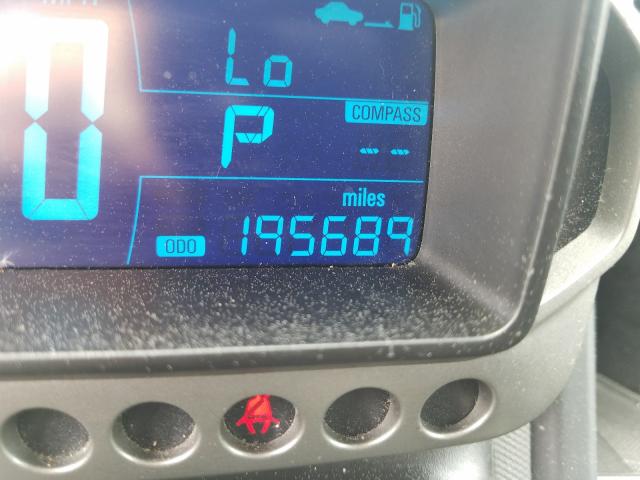 0
Lo
P COMPASS
--
miles
ODO 195689